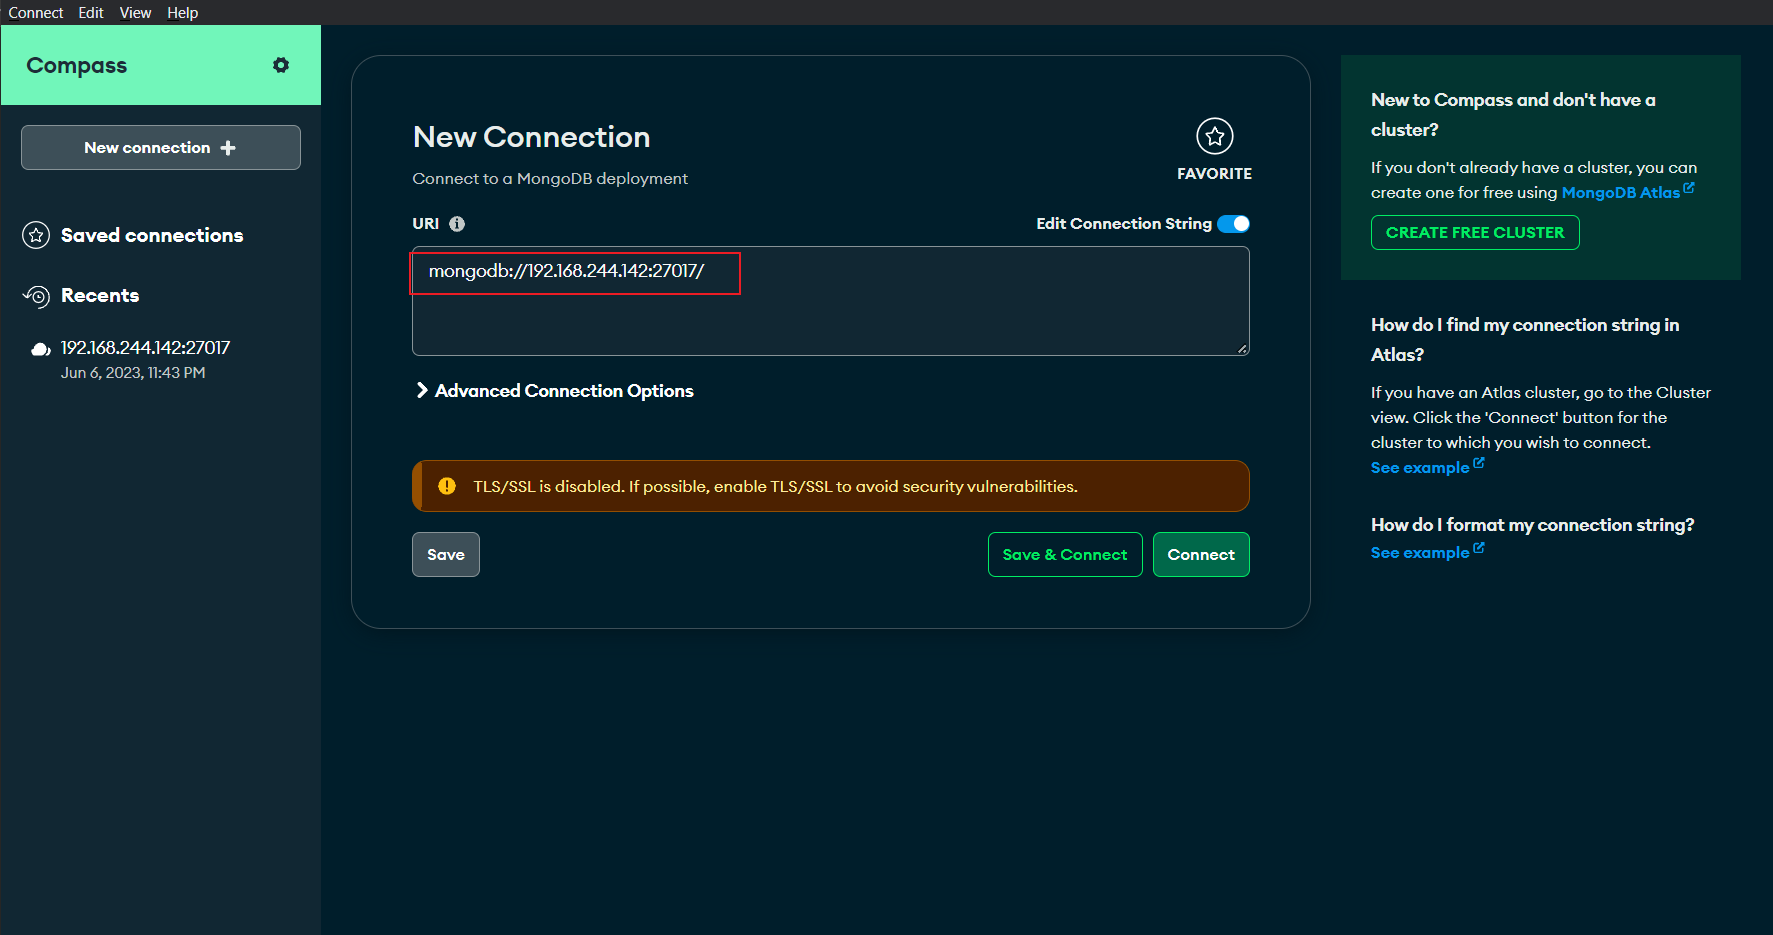 Connect Edit View Help
Compass
New connection
Saved connections
Recents
192.168.244.142:27017
Jun 6, 2023, 11:43 PM
New Connection
Connect to a MongoDB deployment
FAVORITE
URI
Edit Connection String
mongodb://192.168.244.142:27017/
Advanced Connection Options
TLS/SSL is disabled. If possible, enable TLS/SSL to avoid security vulnerabilities.
Save
Save & Connect
Connect
New to Compass and don't have a
cluster?
If you don't already have a cluster, you can
create one for free using MongoDB Atlas
CREATE FREE CLUSTER
How do I find my connection string in
Atlas?
If you have an Atlas cluster, go to the Cluster
view. Click the 'Connect' button for the
cluster to which you wish to connect.
See example
How do I format my connection string?
See example